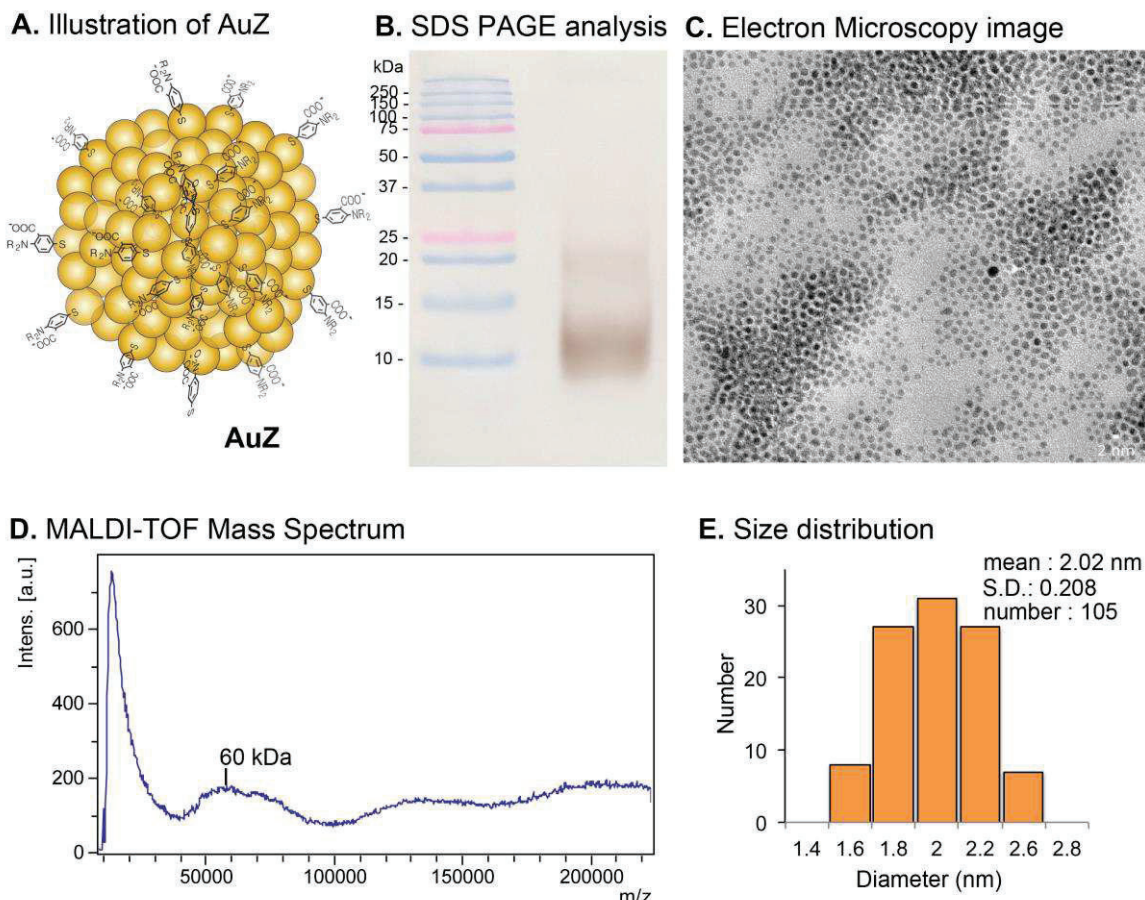 A. Illustration of AuZ
AuZ
B. SDS PAGE analysis
kDa
250 -
150 -
100 -
75 -
50 -
37 -
25 -
20 -
15 -
10 -
C. Electron Microscopy image
2 nm
D. MALDI-TOF Mass Spectrum
Intens. [a.u.]
600
400
200
0
60 kDa
50000 100000 150000 200000
m/z
E. Size distribution
mean : 2.02 nm
S.D.: 0.208
number : 105
Number
30
20
10
0
1.4 1.6 1.8 2 2.2 2.6 2.8
Diameter (nm)